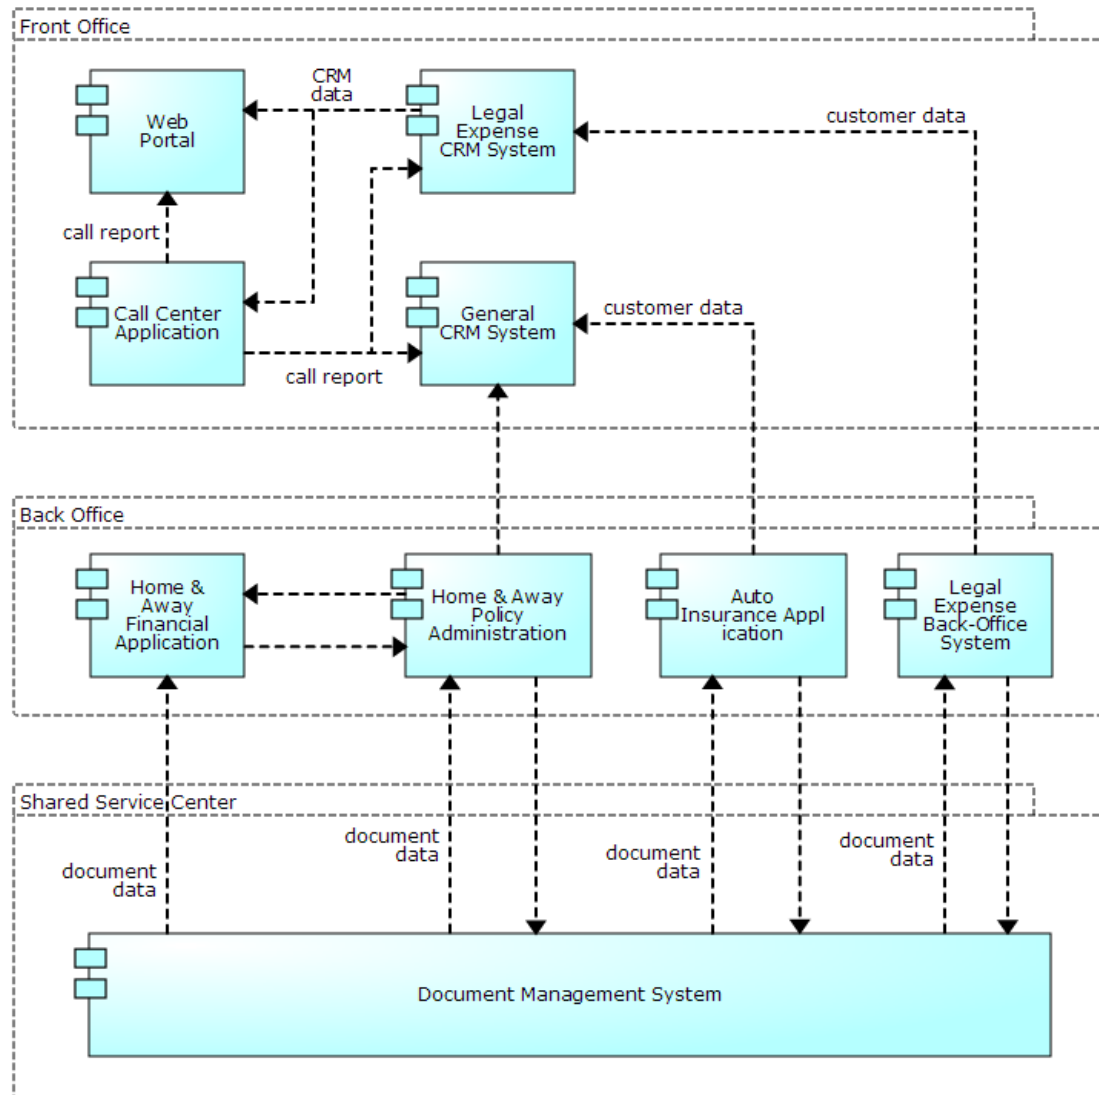 Front Office
Web
Portal
CRM
data
Legal
Expense
CRM System
customer data
call report
Call Center
Application
General
CRM System
customer data
call report
Back Office
Home &
Away
Financial
Application
Home & Away
Policy
Administration
Auto
Insurance Appl
ication
Legal
Expense
Back-Office
System
Shared Service Center
document
data
document
data
document
data
document
data
Document Management System